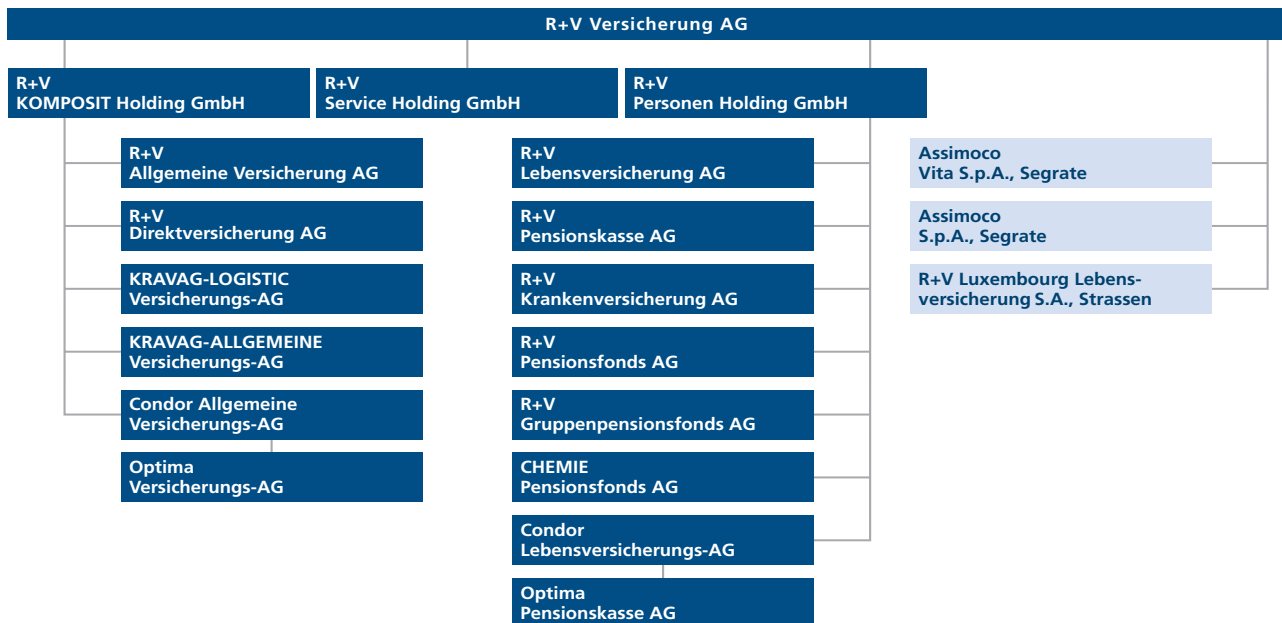 R+V Versicherung AG
R+V
KOMPOSIT Holding GmbH
R+V
Service Holding GmbH
R+V
Personen Holding GmbH
R+V
Allgemeine Versicherung AG
R+V
Direktversicherung AG
KRAVAG-LOGISTIC
Versicherungs-AG
KRAVAG-ALLGEMEINE
Versicherungs-AG
Condor Allgemeine
Versicherungs-AG
Optima
Versicherungs-AG
R+V
Lebensversicherung AG
R+V
Pensionskasse AG
R+V
Krankenversicherung AG
R+V
Pensionsfonds AG
R+V
Gruppenpensionsfonds AG
CHEMIE
Pensionsfonds AG
Condor
Lebensversicherungs-AG
Optima
Pensionskasse AG
Assimoco
Vita S.p.A., Segrate
Assimoco
S.p.A., Segrate
R+V Luxembourg Lebens-
versicherung S.A., Strassen